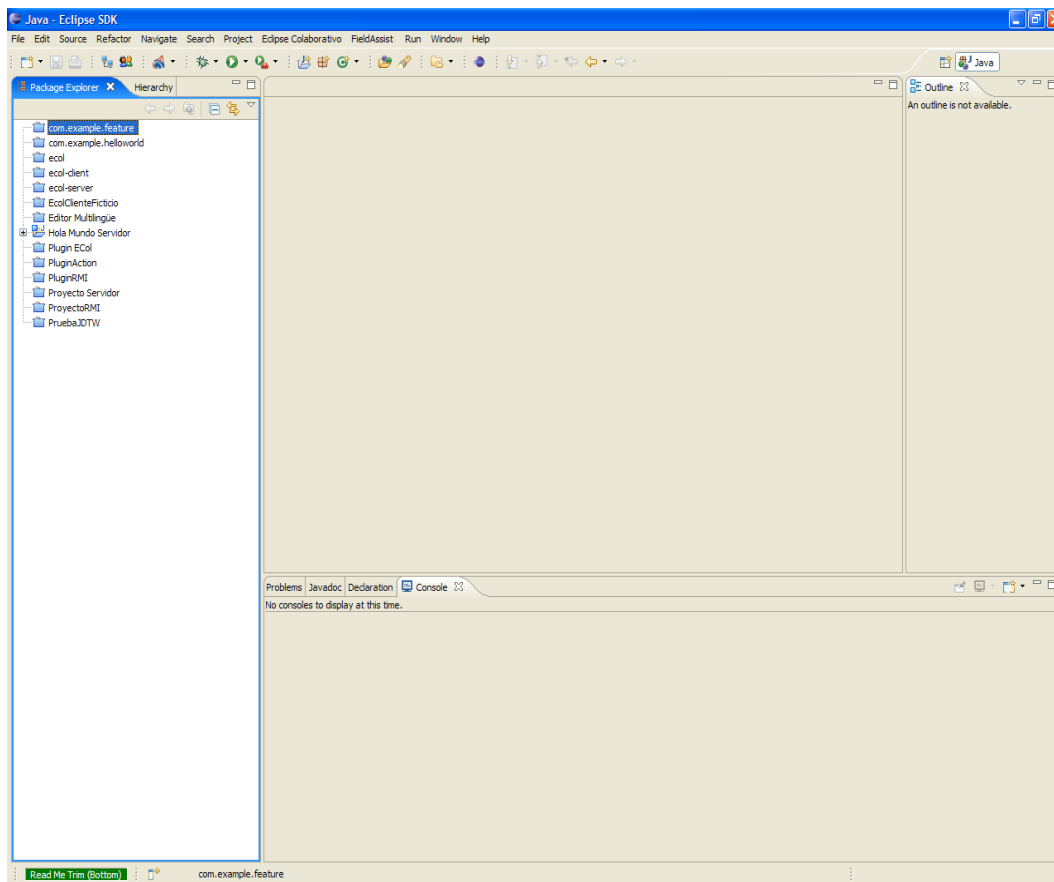 Java - Eclipse SDK
File Edit Source Refactor Navigate Search Project Eclipse Colaborativo FieldAssist Run Window Help
Java
Package Explorer Hierarchy
Outline
An outline is not available.
com.example.feature
com.example.helloworld
ecol
ecol-client
ecol-server
EcolClienteFicticio
Editor Multilingüe
Hola Mundo Servidor
Plugin ECol
PluginAction
PluginRMI
Proyecto Servidor
ProyectoRMI
PruebaJDTW
Problems Javadoc Declaration Console
No consoles to display at this time.
Read Me Trim (Bottom) com.example.feature